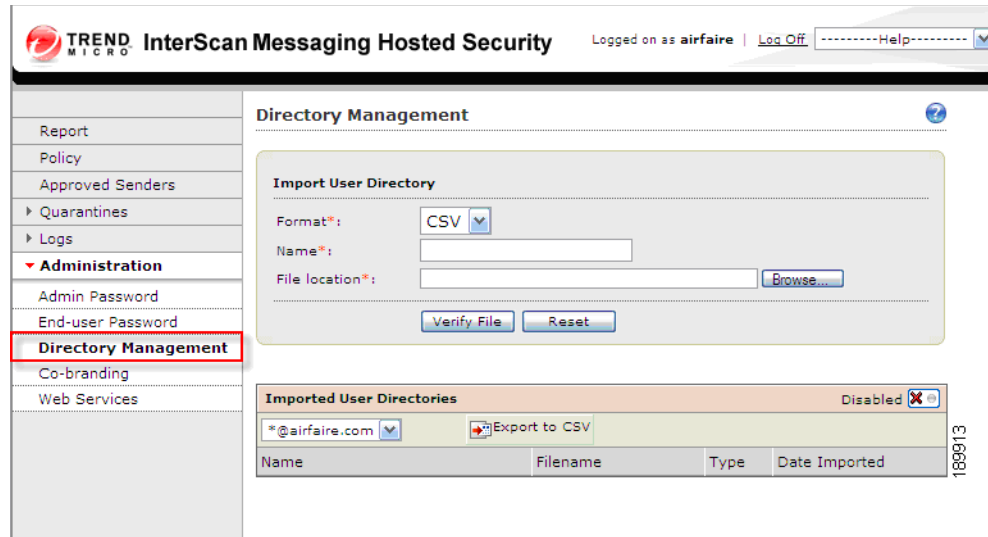 TREND MICRO InterScan Messaging Hosted Security Logged on as airfaire | Log Off ---------Help---------
Report
Policy
Approved Senders
Quarantines
Logs
Administration
Admin Password
End-user Password
Directory Management
Co-branding
Web Services
Directory Management ?
Import User Directory
Format*: CSV
Name*:
File location*: Browse...
Verify File Reset
Imported User Directories Disabled
*@airfaire.com Export to CSV
Name Filename Type Date Imported
189913